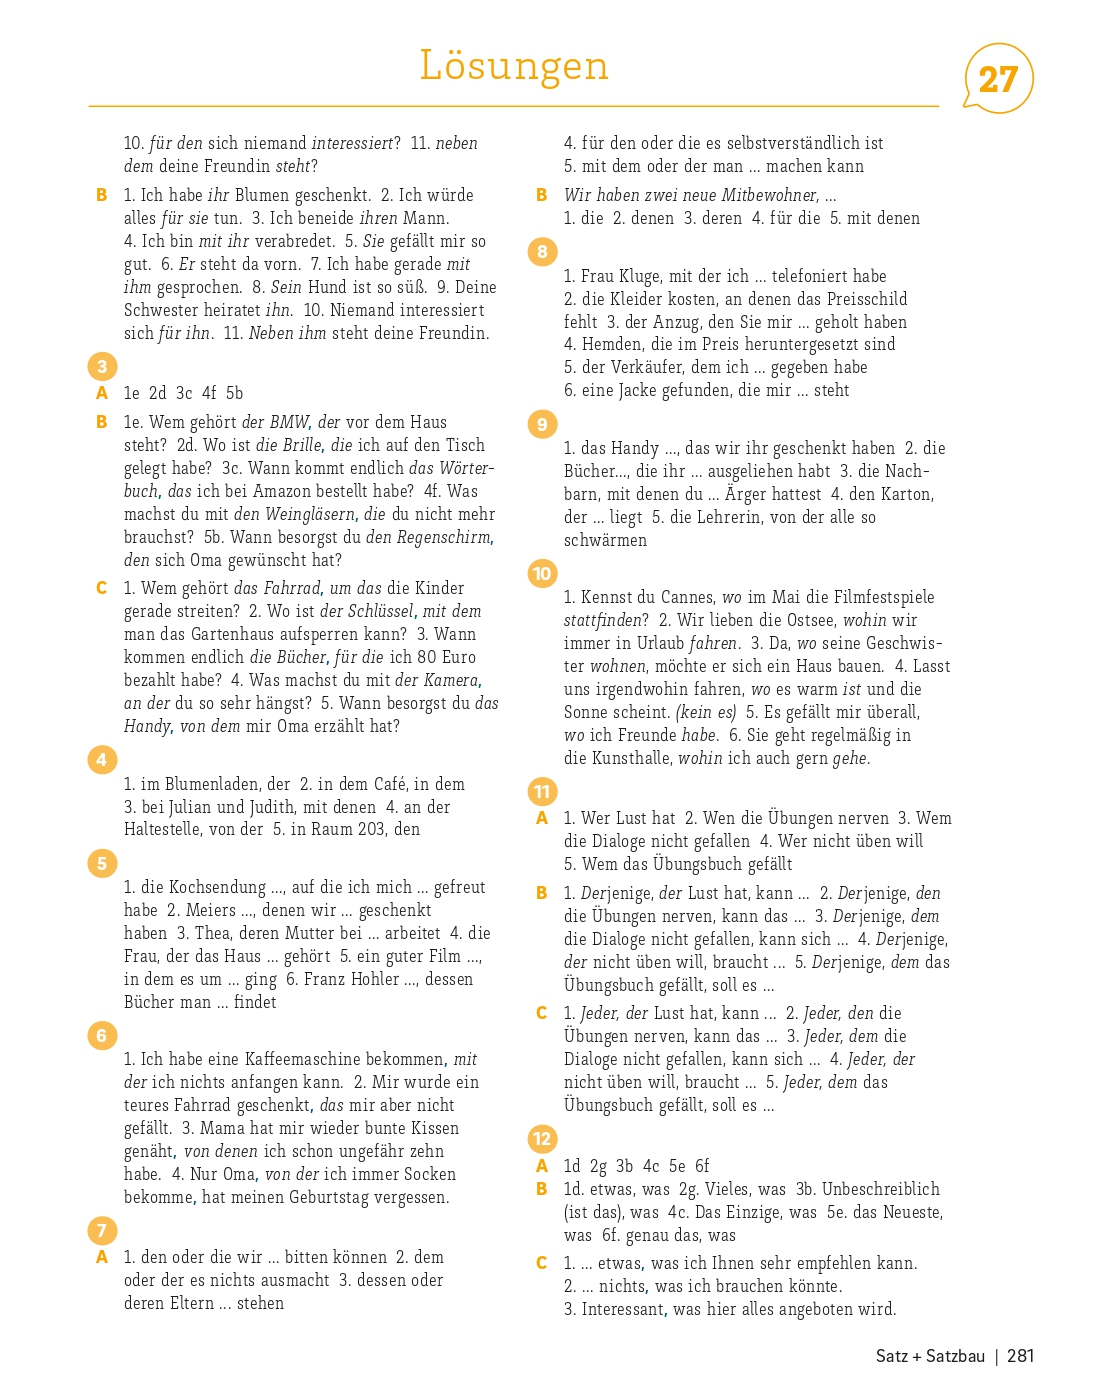 Lösungen
27
10. für den sich niemand interessiert? 11. neben
dem deine Freundin steht?
B 1. Ich habe ihr Blumen geschenkt. 2. Ich würde
alles für sie tun. 3. Ich beneide ihren Mann.
4. Ich bin mit ihr verabredet. 5. Sie gefällt mir so
gut. 6. Er steht da vorn. 7. Ich habe gerade mit
ihm gesprochen. 8. Sein Hund ist so süß. 9. Deine
Schwester heiratet ihn. 10. Niemand interessiert
sich für ihn. 11. Neben ihm steht deine Freundin.
3
A 1e 2d 3c 4f 5b
B 1e. Wem gehört der BMW, der vor dem Haus
steht? 2d. Wo ist die Brille, die ich auf den Tisch
gelegt habe? 3c. Wann kommt endlich das Wörter-
buch, das ich bei Amazon bestellt habe? 4f. Was
machst du mit den Weingläsern, die du nicht mehr
brauchst? 5b. Wann besorgst du den Regenschirm,
den sich Oma gewünscht hat?
C 1. Wem gehört das Fahrrad, um das die Kinder
gerade streiten? 2. Wo ist der Schlüssel, mit dem
man das Gartenhaus aufsperren kann? 3. Wann
kommen endlich die Bücher, für die ich 80 Euro
bezahlt habe? 4. Was machst du mit der Kamera,
an der du so sehr hängst? 5. Wann besorgst du das
Handy, von dem mir Oma erzählt hat?
4
1. im Blumenladen, der 2. in dem Café, in dem
3. bei Julian und Judith, mit denen 4. an der
Haltestelle, von der 5. in Raum 203, den
5
1. die Kochsendung ..., auf die ich mich ... gefreut
habe 2. Meiers ..., denen wir ... geschenkt
haben 3. Thea, deren Mutter bei ... arbeitet 4. die
Frau, der das Haus ... gehört 5. ein guter Film ...,
in dem es um ... ging 6. Franz Hohler ..., dessen
Bücher man ... findet
6
1. Ich habe eine Kaffeemaschine bekommen, mit
der ich nichts anfangen kann. 2. Mir wurde ein
teures Fahrrad geschenkt, das mir aber nicht
gefällt. 3. Mama hat mir wieder bunte Kissen
genäht, von denen ich schon ungefähr zehn
habe. 4. Nur Oma, von der ich immer Socken
bekomme, hat meinen Geburtstag vergessen.
7
A 1. den oder die wir ... bitten können 2. dem
oder der es nichts ausmacht 3. dessen oder
deren Eltern ... stehen
4. für den oder die es selbstverständlich ist
5. mit dem oder der man ... machen kann
B Wir haben zwei neue Mitbewohner, ...
1. die 2. denen 3. deren 4. für die 5. mit denen
8
1. Frau Kluge, mit der ich ... telefoniert habe
2. die Kleider kosten, an denen das Preisschild
fehlt 3. der Anzug, den Sie mir ... geholt haben
4. Hemden, die im Preis heruntergesetzt sind
5. der Verkäufer, dem ich ... gegeben habe
6. eine Jacke gefunden, die mir ... steht
9
1. das Handy ..., das wir ihr geschenkt haben 2. die
Bücher..., die ihr ... ausgeliehen habt 3. die Nach-
barn, mit denen du ... Ärger hattest 4. den Karton,
der ... liegt 5. die Lehrerin, von der alle so
schwärmen
10
1. Kennst du Cannes, wo im Mai die Filmfestspiele
stattfinden? 2. Wir lieben die Ostsee, wohin wir
immer in Urlaub fahren. 3. Da, wo seine Geschwis-
ter wohnen, möchte er sich ein Haus bauen. 4. Lasst
uns irgendwohin fahren, wo es warm ist und die
Sonne scheint. (kein es) 5. Es gefällt mir überall,
wo ich Freunde habe. 6. Sie geht regelmäßig in
die Kunsthalle, wohin ich auch gern gehe.
11
A 1. Wer Lust hat 2. Wen die Übungen nerven 3. Wem
die Dialoge nicht gefallen 4. Wer nicht üben will
5. Wem das Übungsbuch gefällt
B 1. Derjenige, der Lust hat, kann ... 2. Derjenige, den
die Übungen nerven, kann das ... 3. Derjenige, dem
die Dialoge nicht gefallen, kann sich ... 4. Derjenige,
der nicht üben will, braucht ... 5. Derjenige, dem das
Übungsbuch gefällt, soll es ...
C 1. Jeder, der Lust hat, kann ... 2. Jeder, den die
Übungen nerven, kann das ... 3. Jeder, dem die
Dialoge nicht gefallen, kann sich ... 4. Jeder, der
nicht üben will, braucht ... 5. Jeder, dem das
Übungsbuch gefällt, soll es ...
12
A 1d 2g 3b 4c 5e 6f
B 1d. etwas, was 2g. Vieles, was 3b. Unbeschreiblich
(ist das), was 4c. Das Einzige, was 5e. das Neueste,
was 6f. genau das, was
C 1. ... etwas, was ich Ihnen sehr empfehlen kann.
2. ... nichts, was ich brauchen könnte.
3. Interessant, was hier alles angeboten wird.
Satz + Satzbau | 281